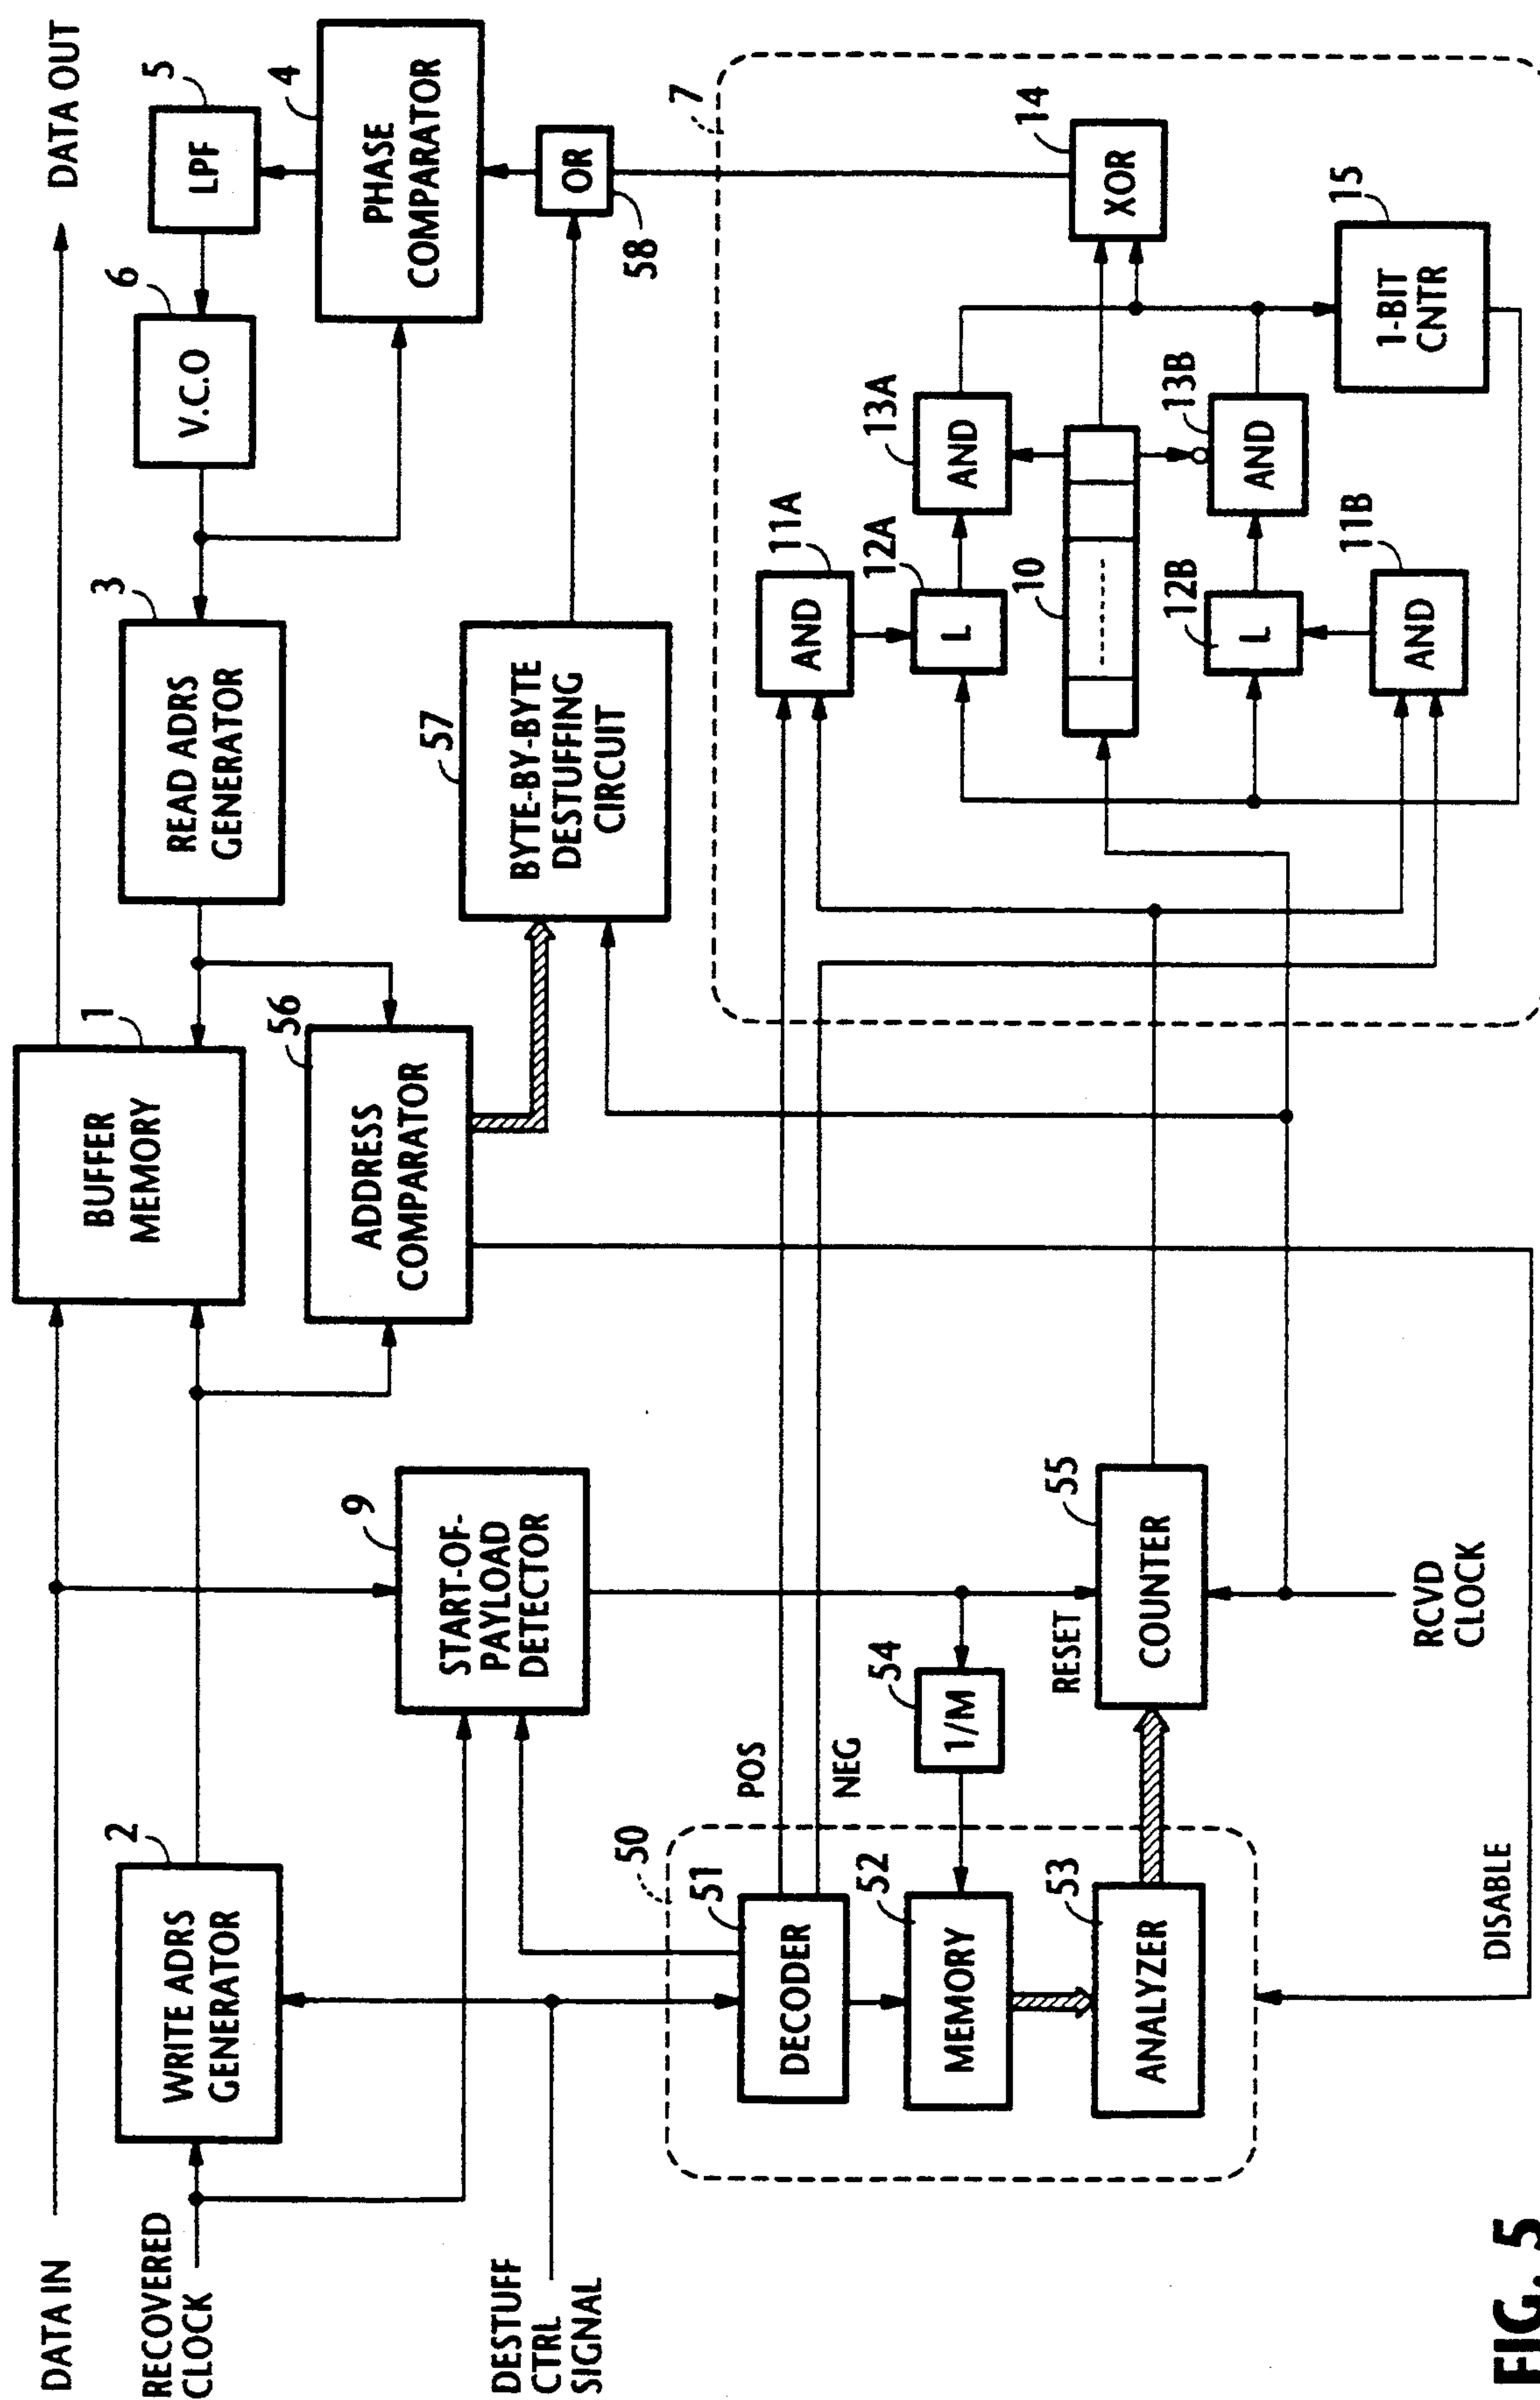 DATA IN
DATA OUT
RECOVERED
CLOCK
DESTUFF
CTRL
SIGNAL
2
WRITE ADRS
GENERATOR
1
BUFFER
MEMORY
3
READ ADRS
GENERATOR
6
V.C.O
5
LPF
4
PHASE
COMPARATOR
9
START-OF-
PAYLOAD
DETECTOR
56
ADDRESS
COMPARATOR
57
BYTE-BY-BYTE
DESTUFFING
CIRCUIT
OR
58
50
51
DECODER
POS
NEG
52
MEMORY
53
ANALYZER
54
1/M
RESET
55
COUNTER
RCVD
CLOCK
DISABLE
7
11A
AND
12A
L
13A
AND
10
14
XOR
12B
L
13B
AND
11B
AND
15
1-BIT
CNTR
FIG. 5